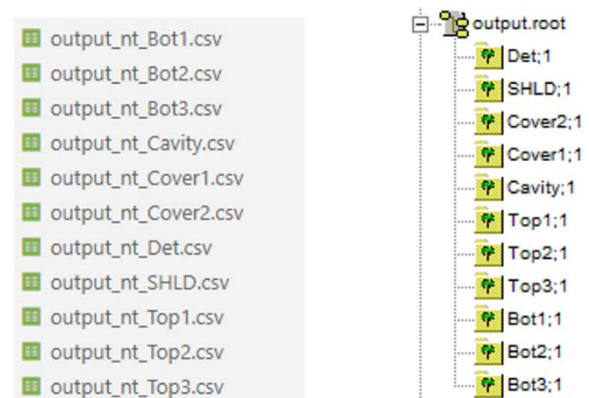 output_nt_Bot1.csv
output_nt_Bot2.csv
output_nt_Bot3.csv
output_nt_Cavity.csv
output_nt_Cover1.csv
output_nt_Cover2.csv
output_nt_Det.csv
output_nt_SHLD.csv
output_nt_Top1.csv
output_nt_Top2.csv
output_nt_Top3.csv
output.root
Det;1
SHLD;1
Cover2;1
Cover1;1
Cavity;1
Top1;1
Top2;1
Top3;1
Bot1;1
Bot2;1
Bot3;1